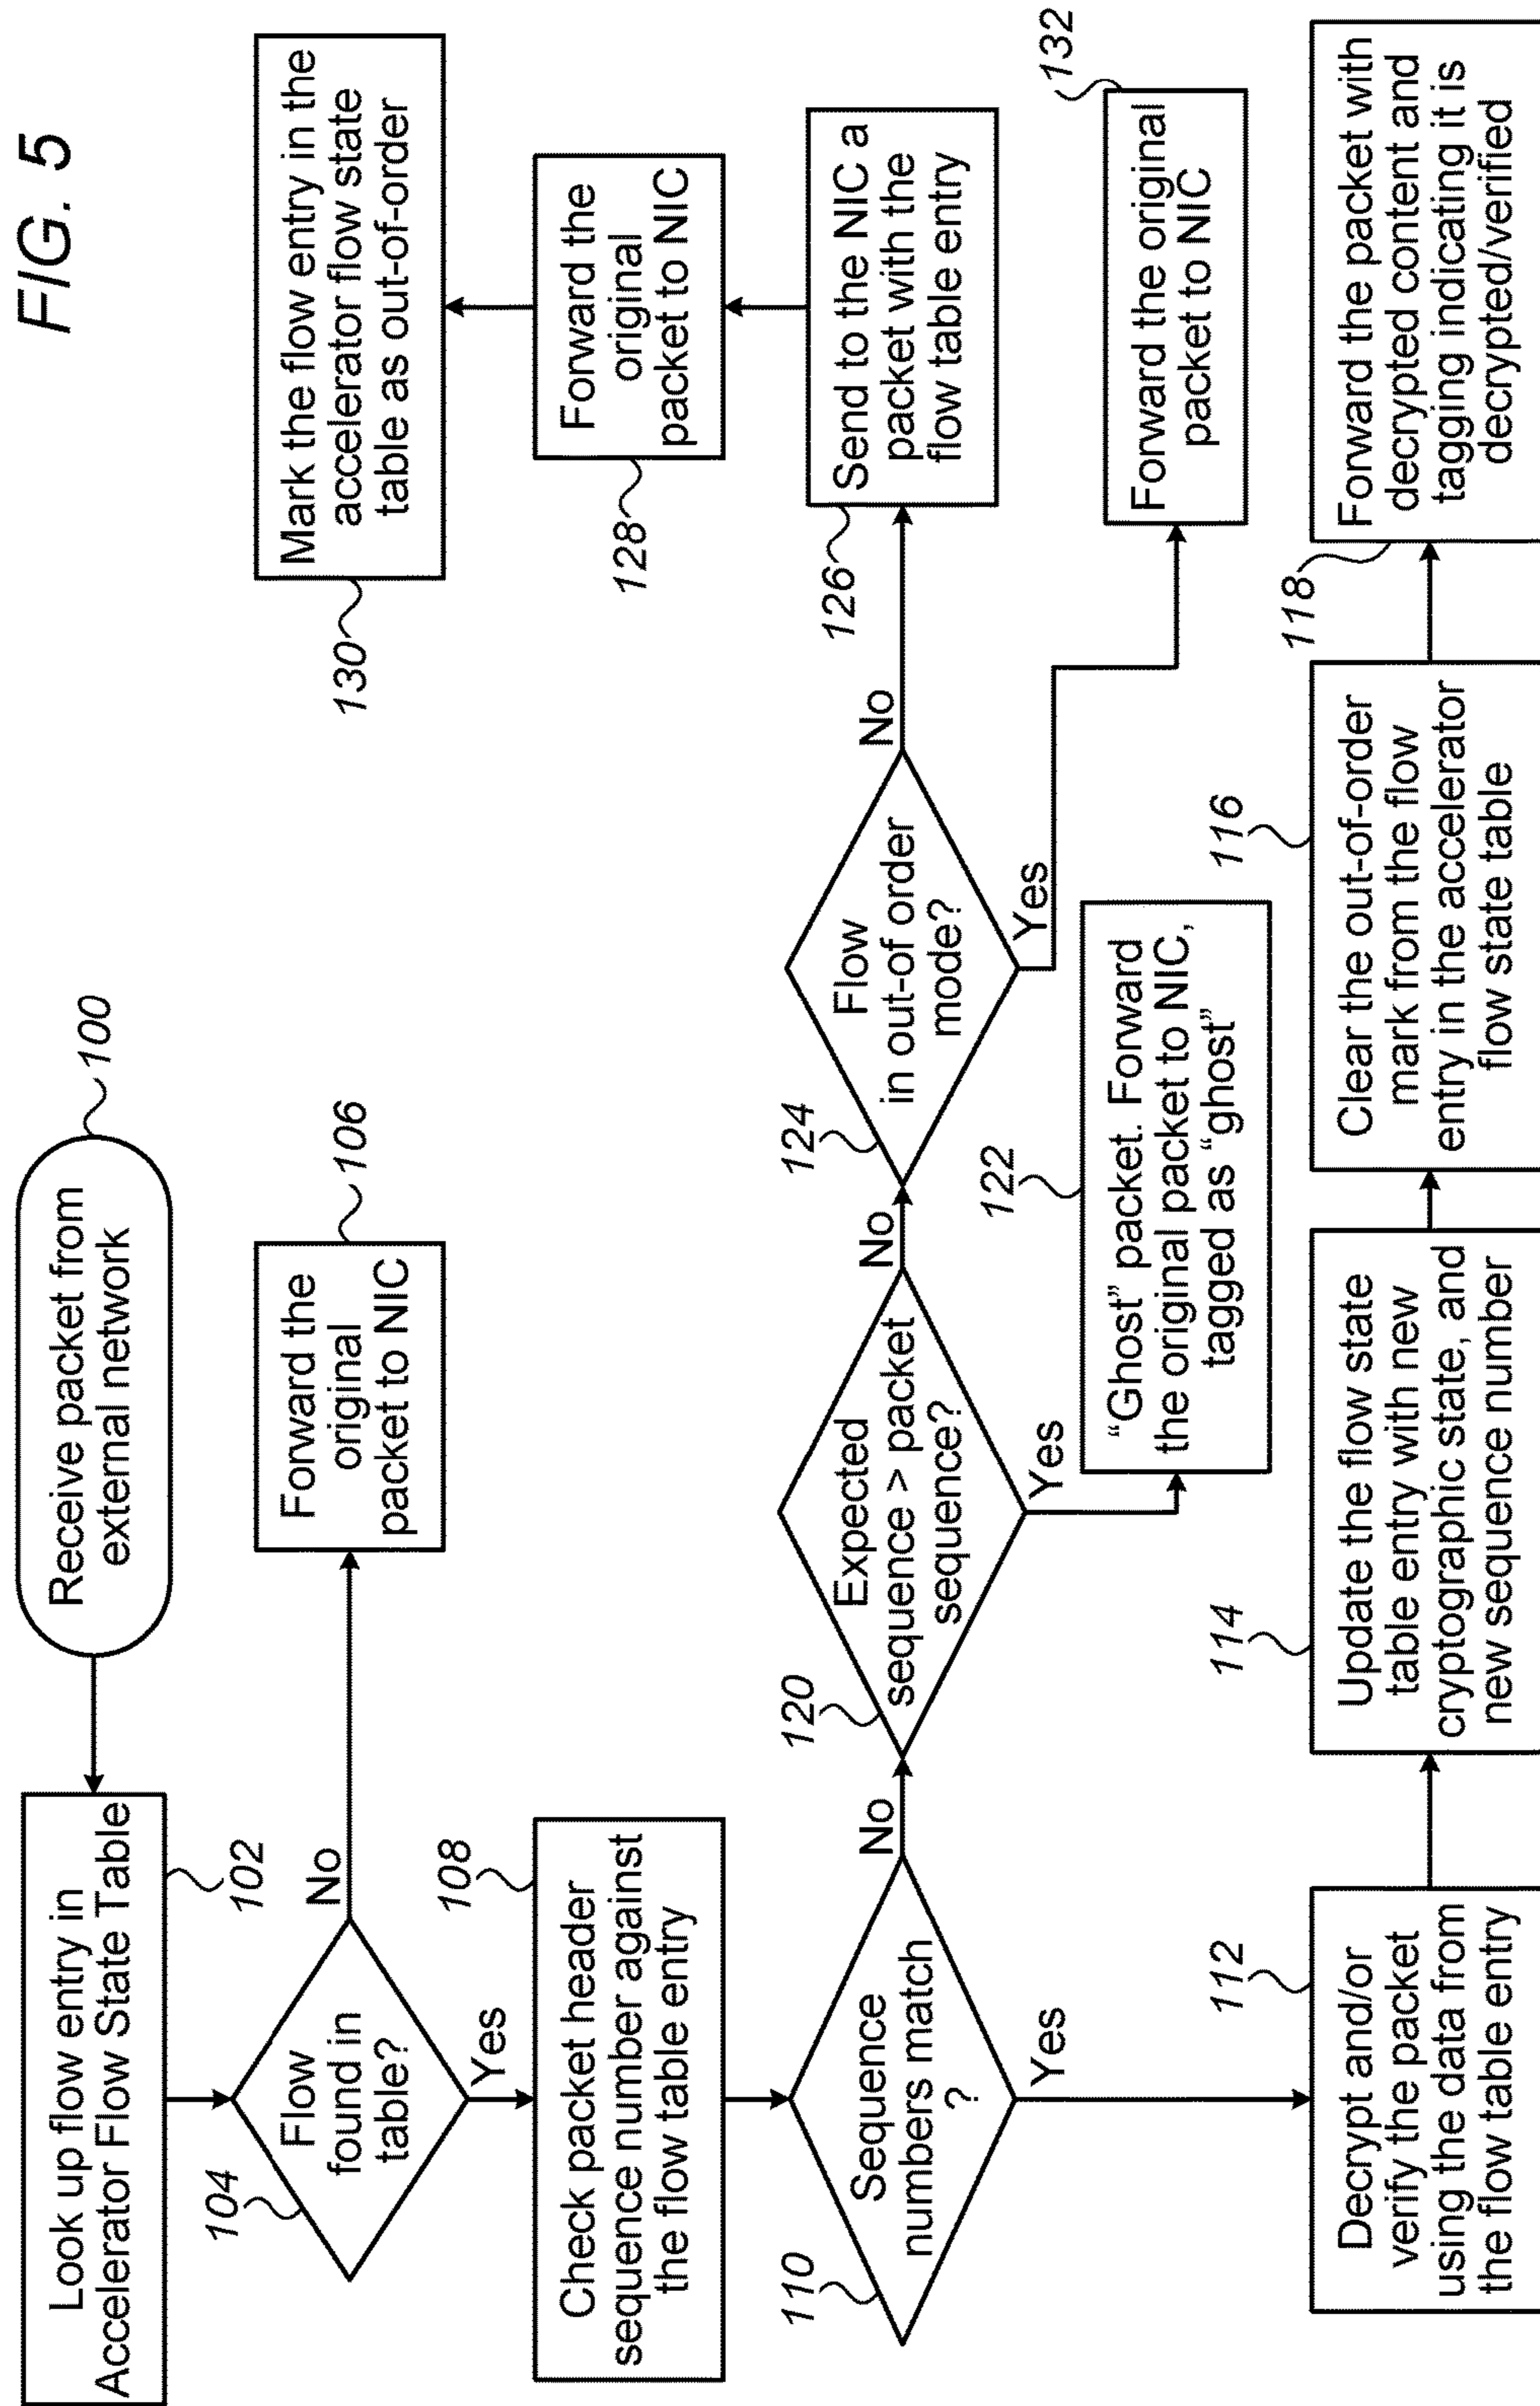 FIG. 5
Receive packet from
external network
100
Look up flow entry in
Accelerator Flow State Table
102
Flow
found in
table?
104
No
Yes
Forward the
original
packet to NIC
106
Check packet header
sequence number against
the flow table entry
108
Sequence
numbers match
?
110
No
Yes
Decrypt and/or
verify the packet
using the data from
the flow table entry
112
Update the flow state
table entry with new
cryptographic state, and
new sequence number
114
Clear the out-of-order
mark from the flow
entry in the accelerator
flow state table
116
Forward the packet with
decrypted content and
tagging indicating it is
decrypted/verified
118
Expected
sequence > packet
sequence?
120
No
Yes
“Ghost” packet. Forward
the original packet to NIC,
tagged as “ghost”
122
Flow
in out-of order
mode?
124
No
Yes
Send to the NIC a
packet with the
flow table entry
126
Forward the
original
packet to NIC
128
Mark the flow entry in the
accelerator flow state
table as out-of-order
130
Forward the original
packet to NIC
132